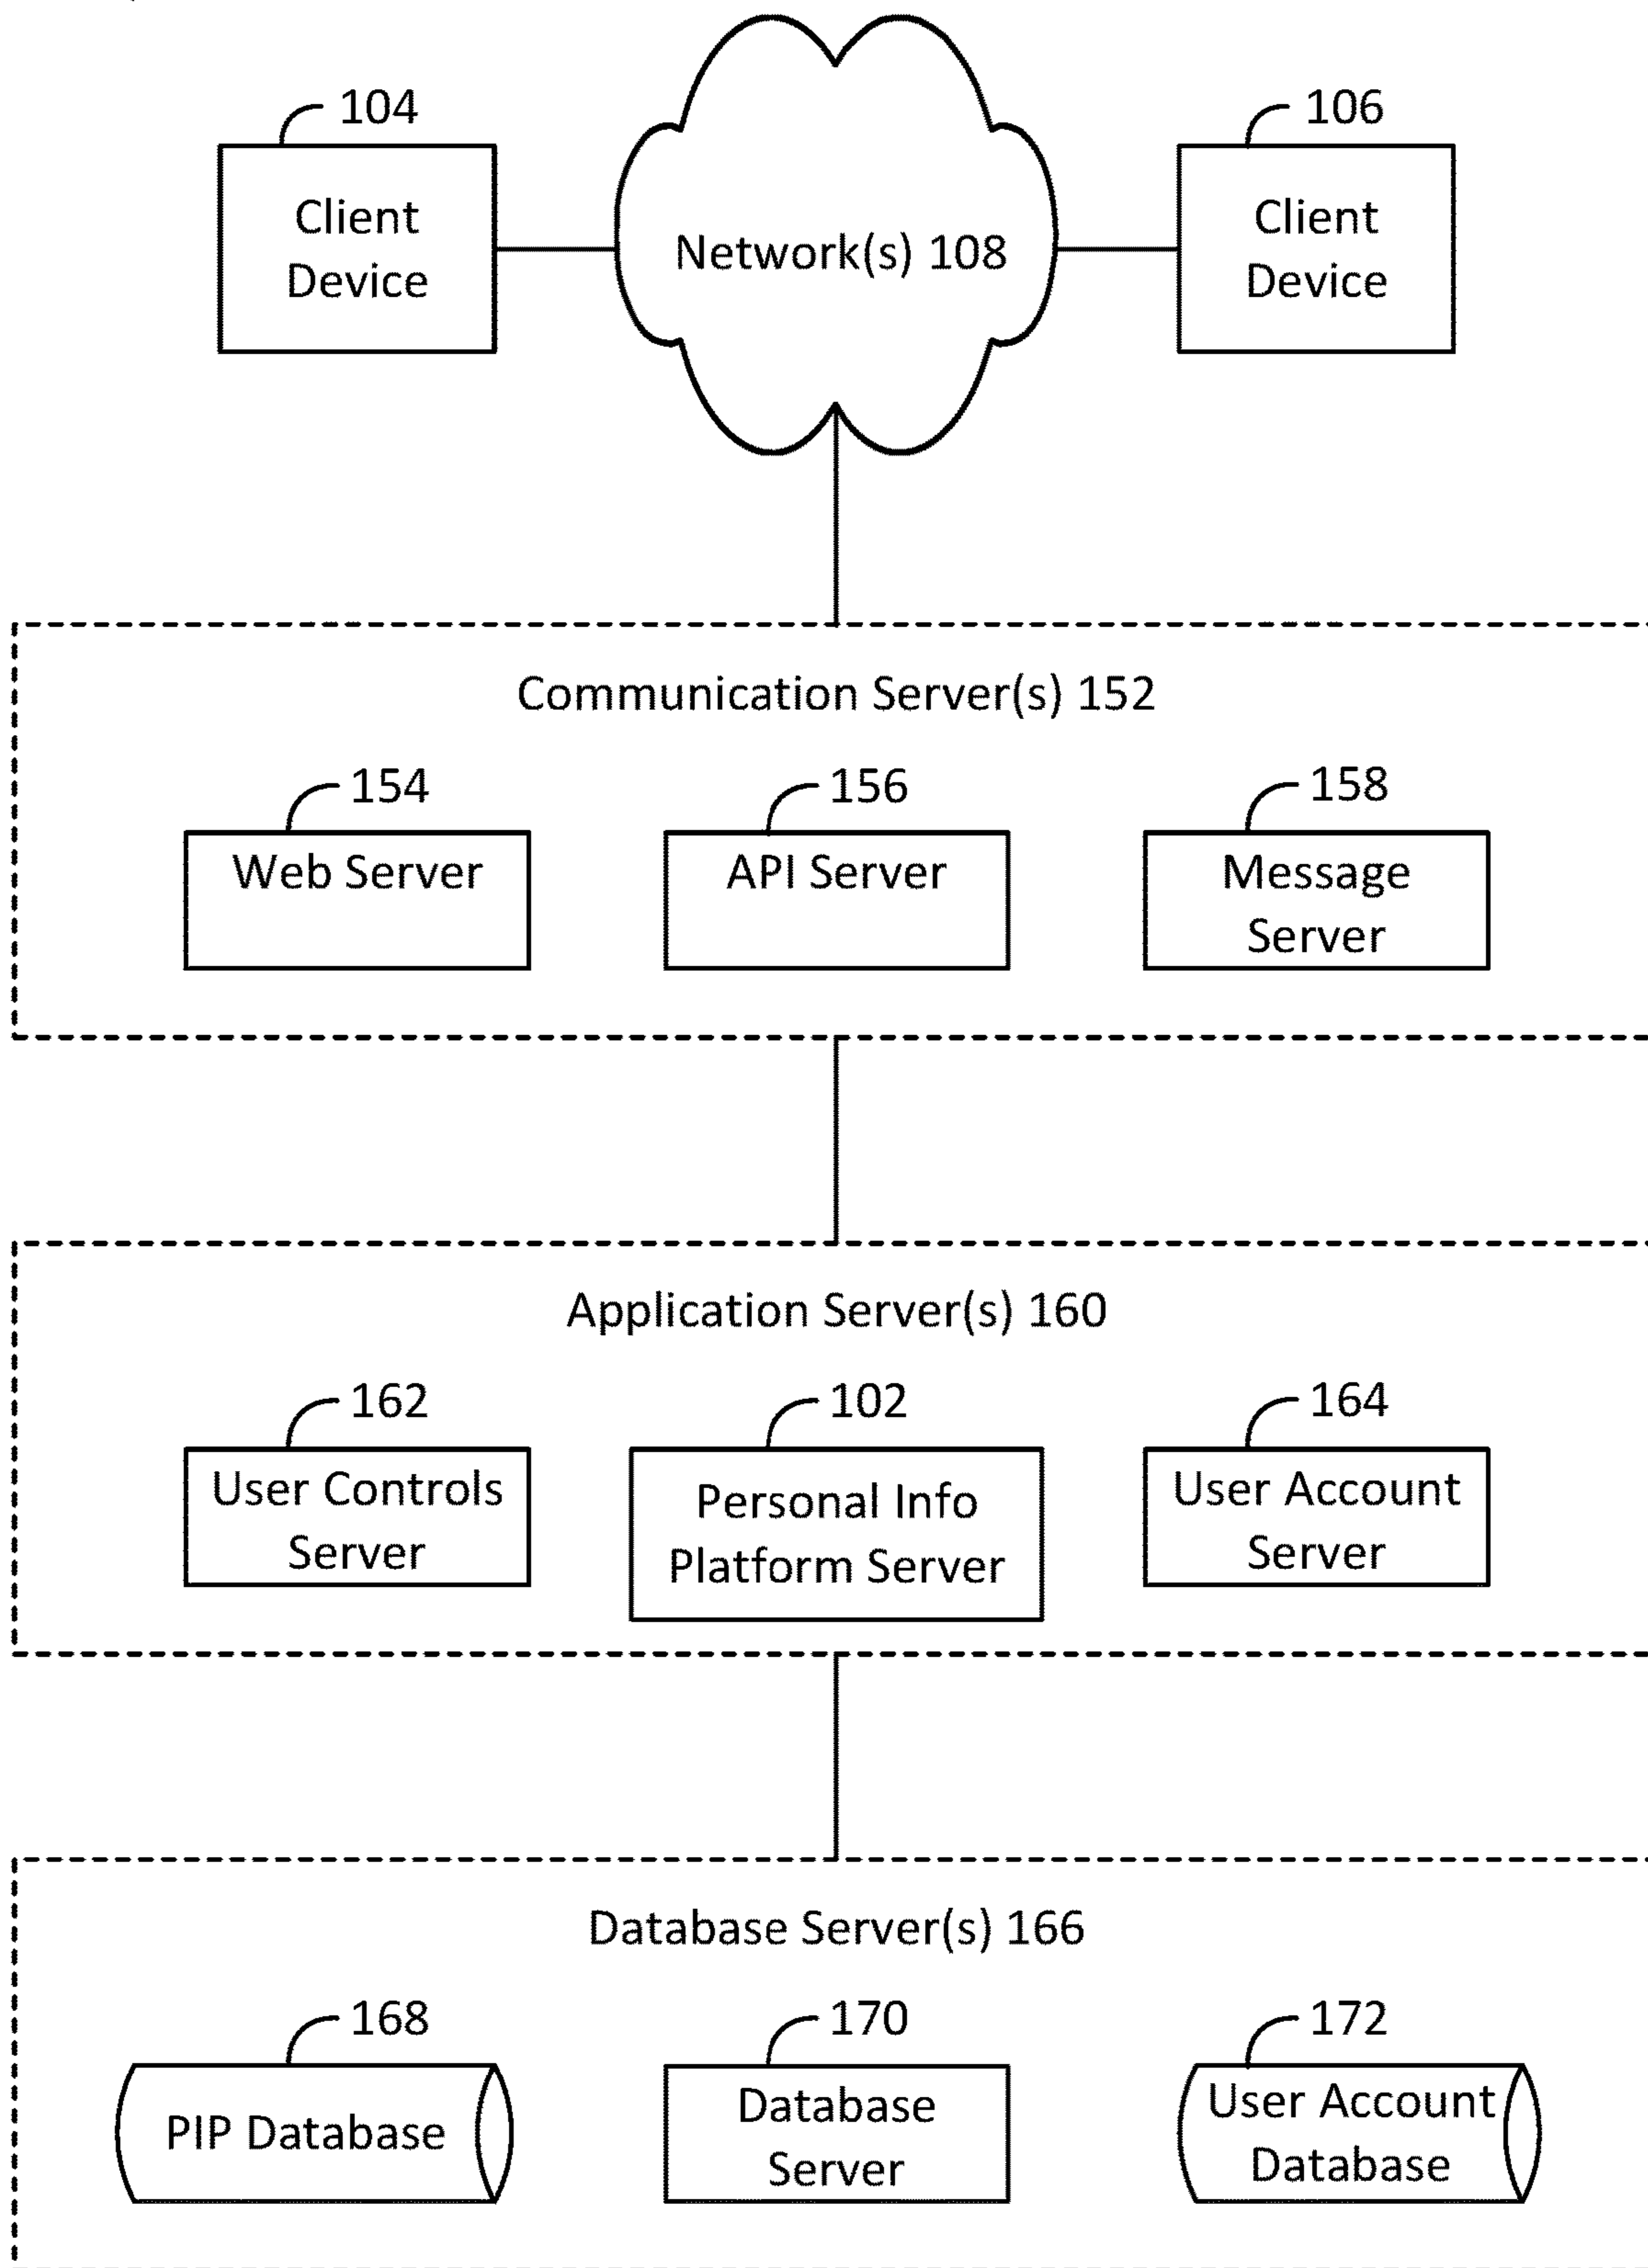 104
106
Client
Device
Network(s) 108
Client
Device
Communication Server(s) 152
154
156
158
Web Server
API Server
Message
Server
Application Server(s) 160
162
102
164
User Controls
Server
Personal Info
Platform Server
User Account
Server
Database Server(s) 166
168
170
172
PIP Database
Database
Server
User Account
Database